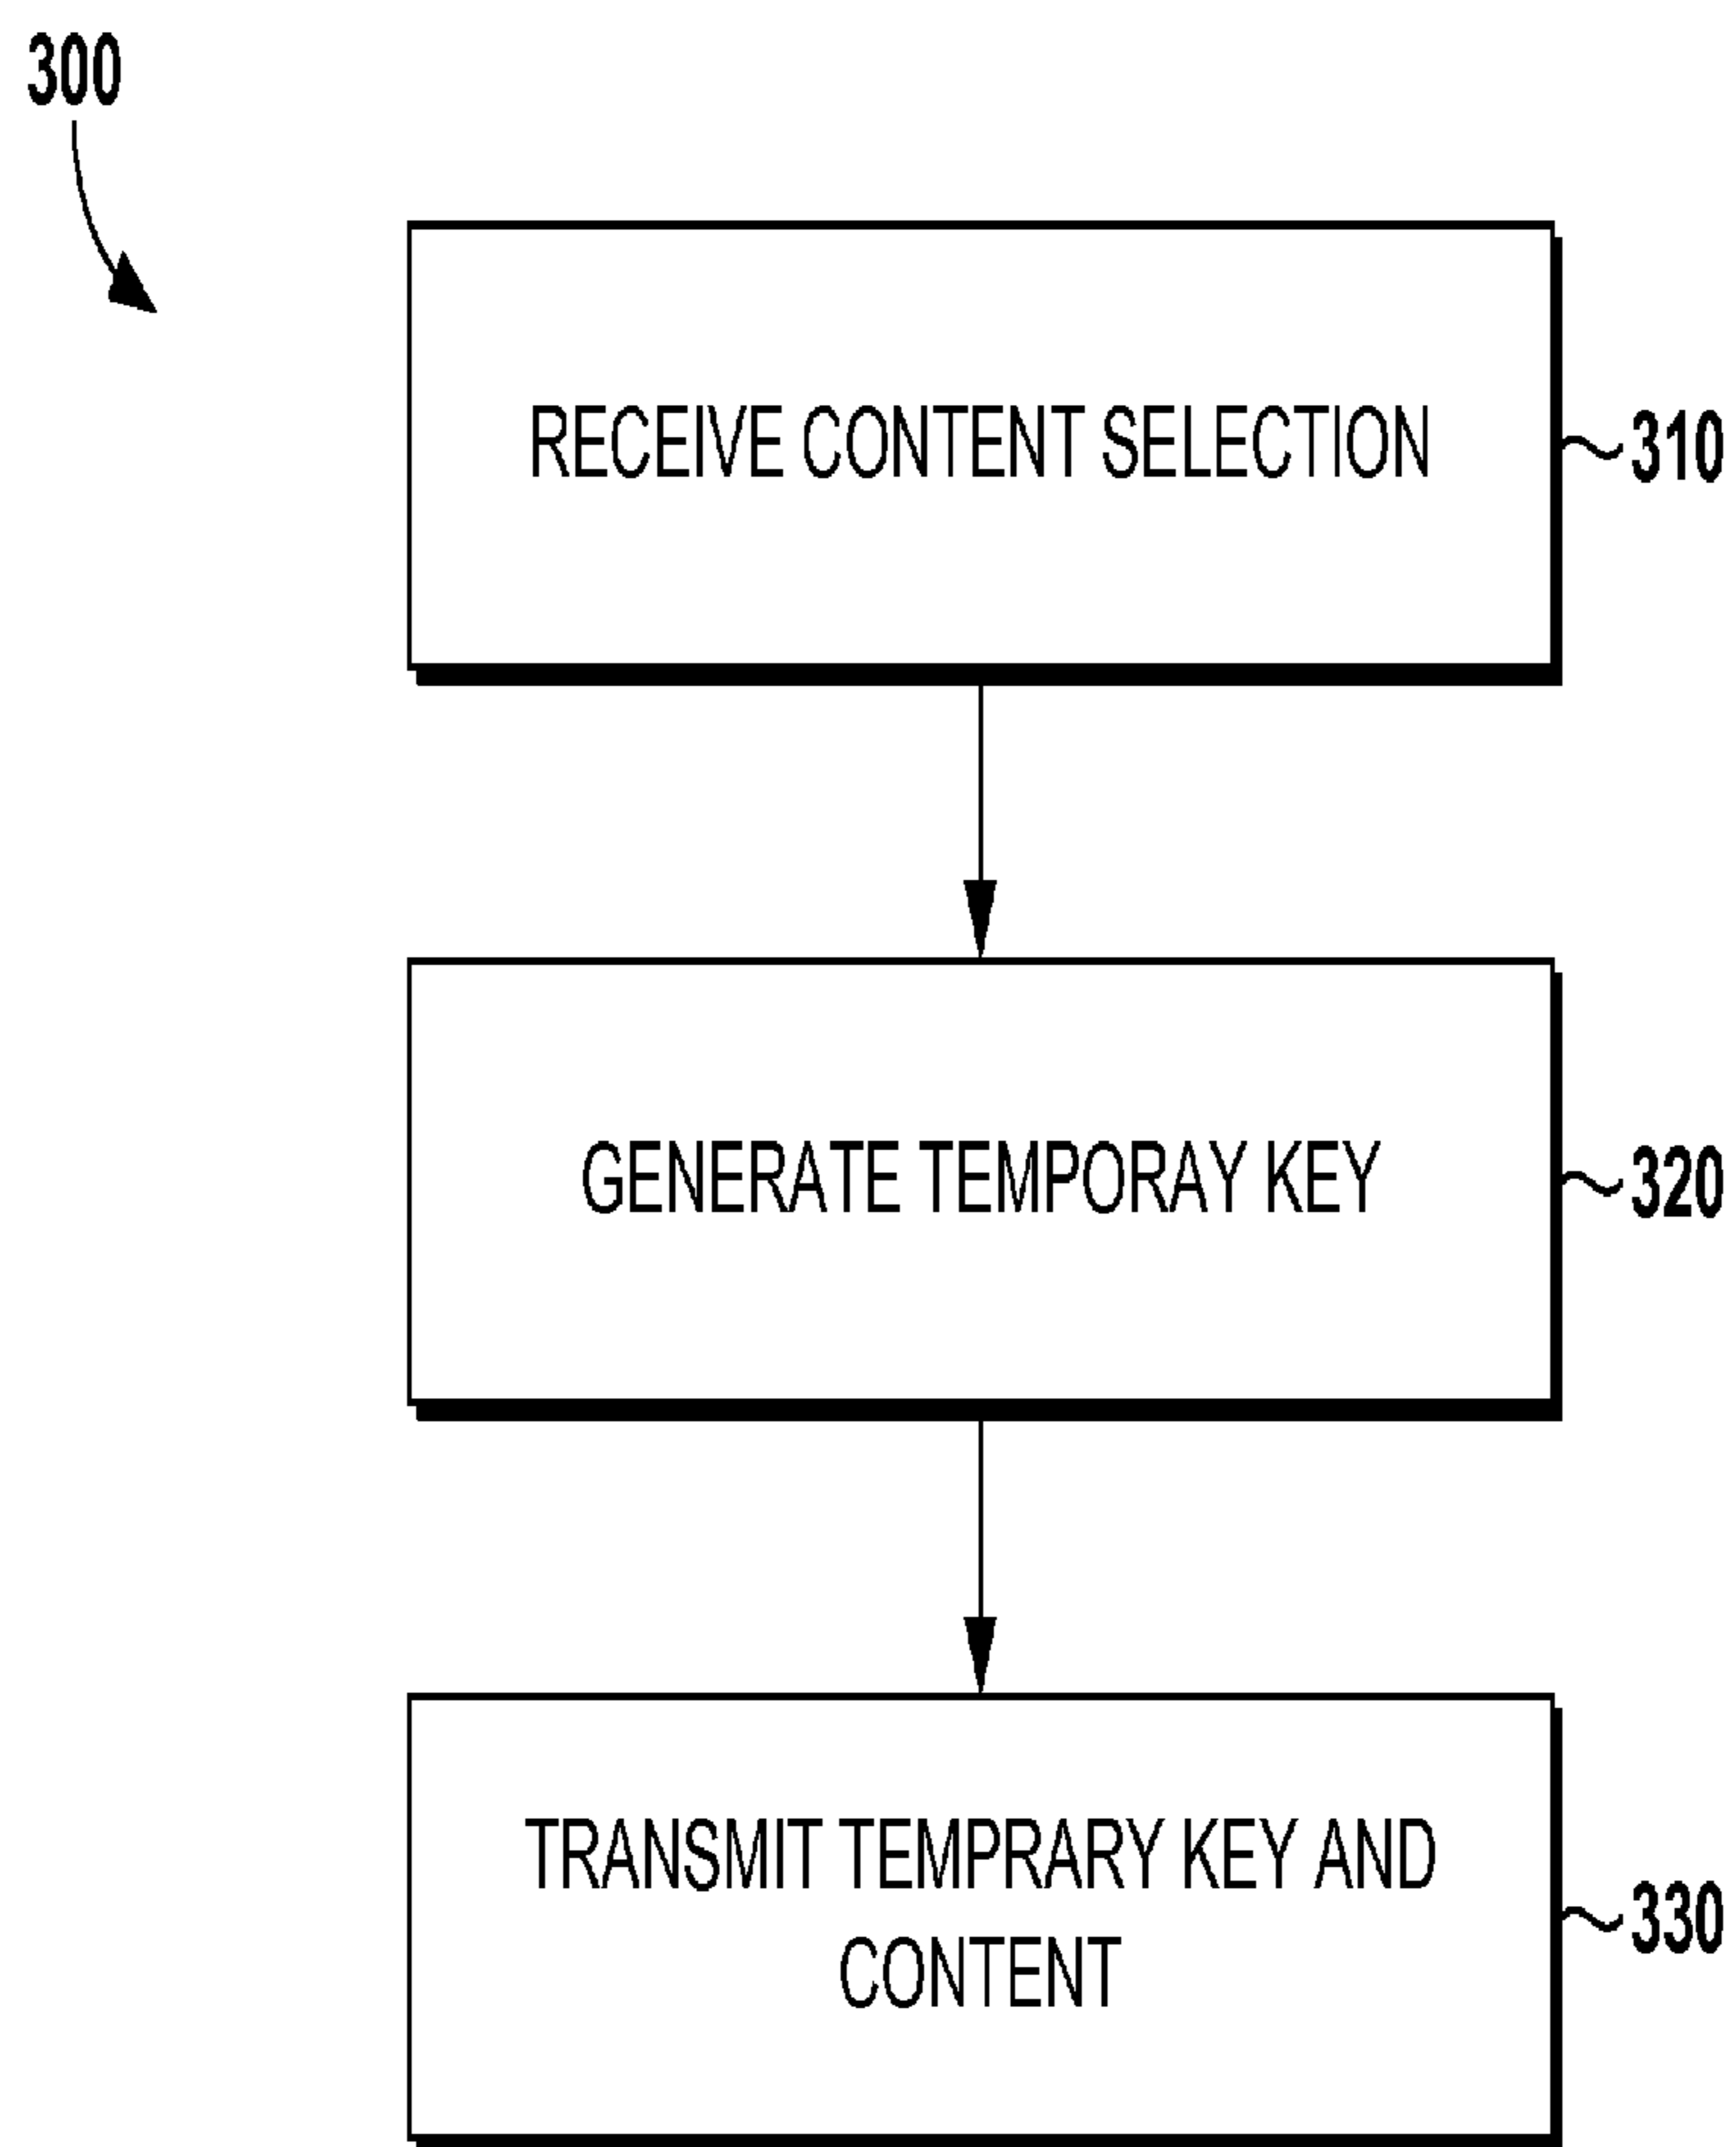 300
RECEIVE CONTENT SELECTION
310
GENERATE TEMPORAY KEY
320
TRANSMIT TEMPRARY KEY AND
CONTENT
330